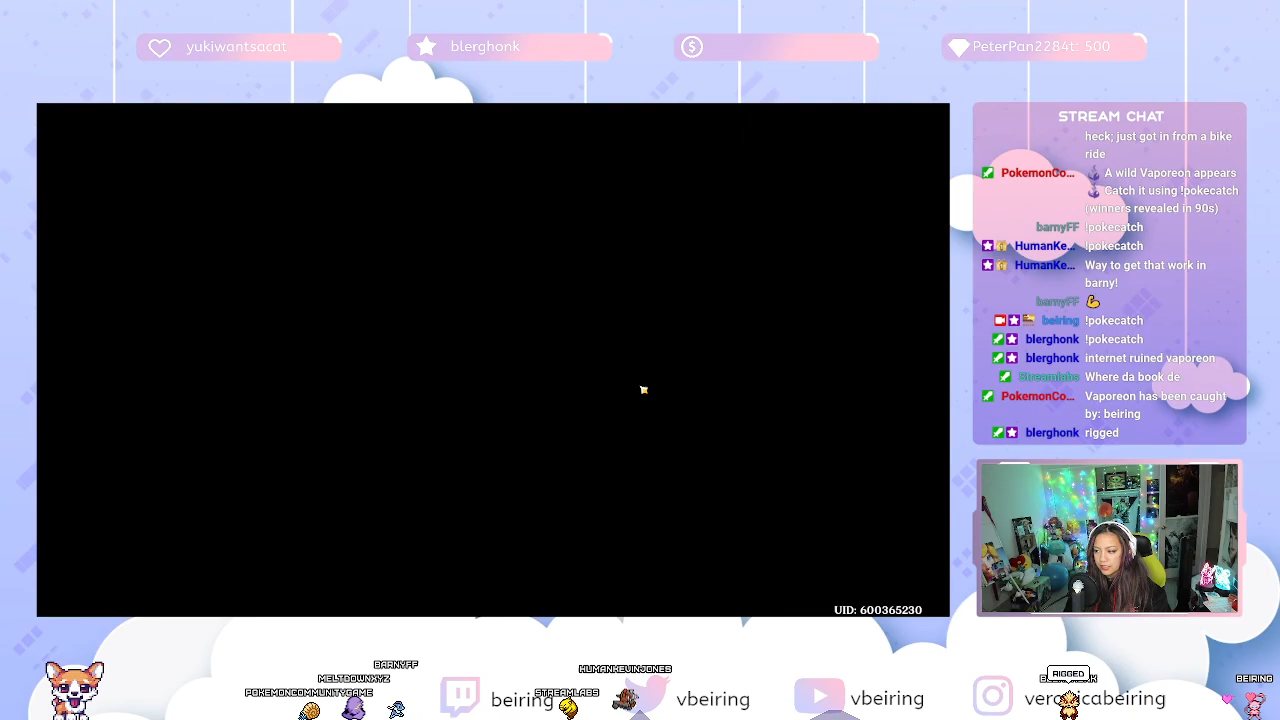 yukiwantsacat
blerghonk
PeterPan2284t: 500
STREAM CHAT
heck; just got in from a bike
ride
PokemonCo... A wild Vaporeon appears
Catch it using !pokecatch
(winners revealed in 90s)
barnyFF !pokecatch
HumanKe... !pokecatch
HumanKe... Way to get that work in
barny!
barnyFF 💪
beiring !pokecatch
blerghonk !pokecatch
blerghonk internet ruined vaporeon
Streamlabs Where da book de
PokemonCo... Vaporeon has been caught
by: beiring
blerghonk rigged
UID: 600365230
BARNYFF
MELTDOWNXYZ
POKEMONCOMMUNITYGAME
HUMANKEVINJONES
STREAMLABS
RIGGED
BEIRING
beiring
vbeiring
vbeiring
veronicabeiring